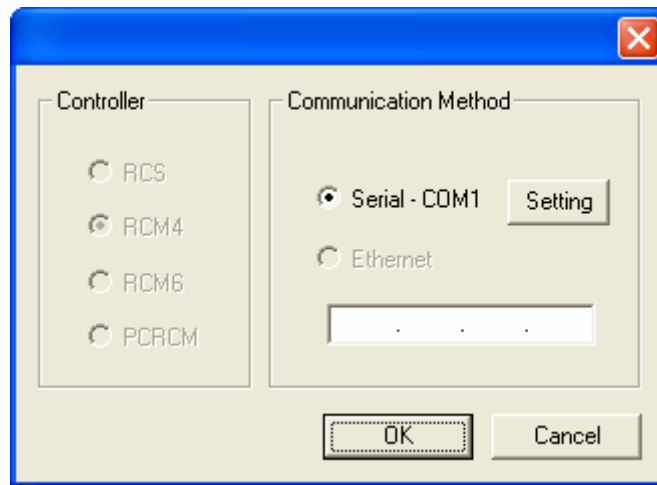 Controller
RCS
RCM4
RCM6
PCRCM
Communication Method
Serial - COM1
Setting
Ethernet
. . .
OK
Cancel